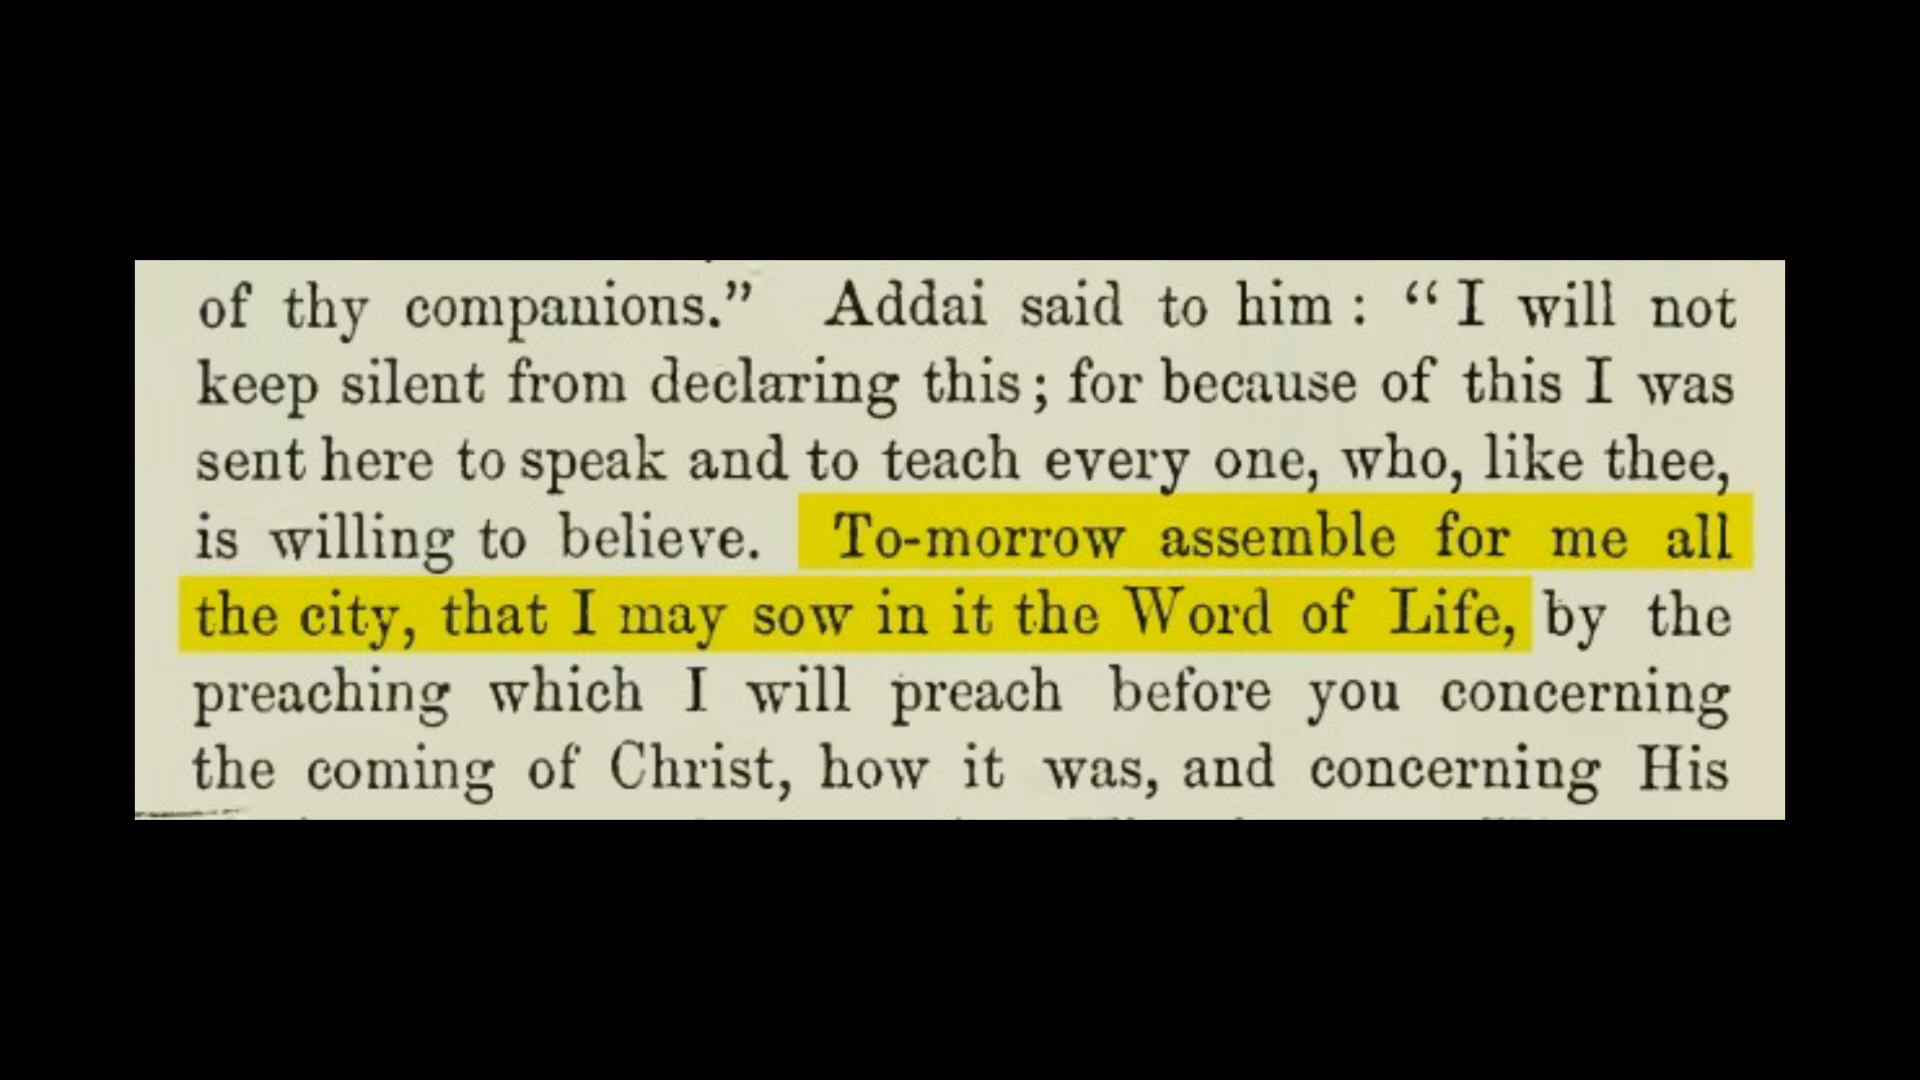 of thy companions.” Addai said to him : “I will not
keep silent from declaring this; for because of this I was
sent here to speak and to teach every one, who, like thee,
is willing to believe. To-morrow assemble for me all
the city, that I may sow in it the Word of Life, by the
preaching which I will preach before you concerning
the coming of Christ, how it was, and concerning His